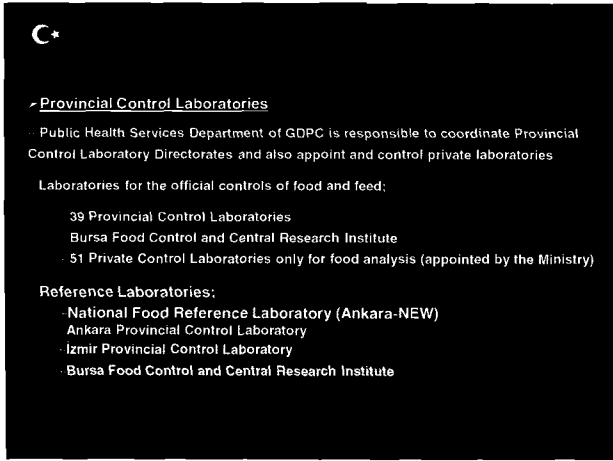 Provincial Control Laboratories
Public Health Services Department of GDPC is responsible to coordinate Provincial
Control Laboratory Directorates and also appoint and control private laboratories
Laboratories for the official controls of food and feed;
39 Provincial Control Laboratories
Bursa Food Control and Central Research Institute
51 Private Control Laboratories only for food analysis (appointed by the Ministry)
Reference Laboratories;
National Food Reference Laboratory (Ankara-NEW)
Ankara Provincial Control Laboratory
İzmir Provincial Control Laboratory
Bursa Food Control and Central Research Institute